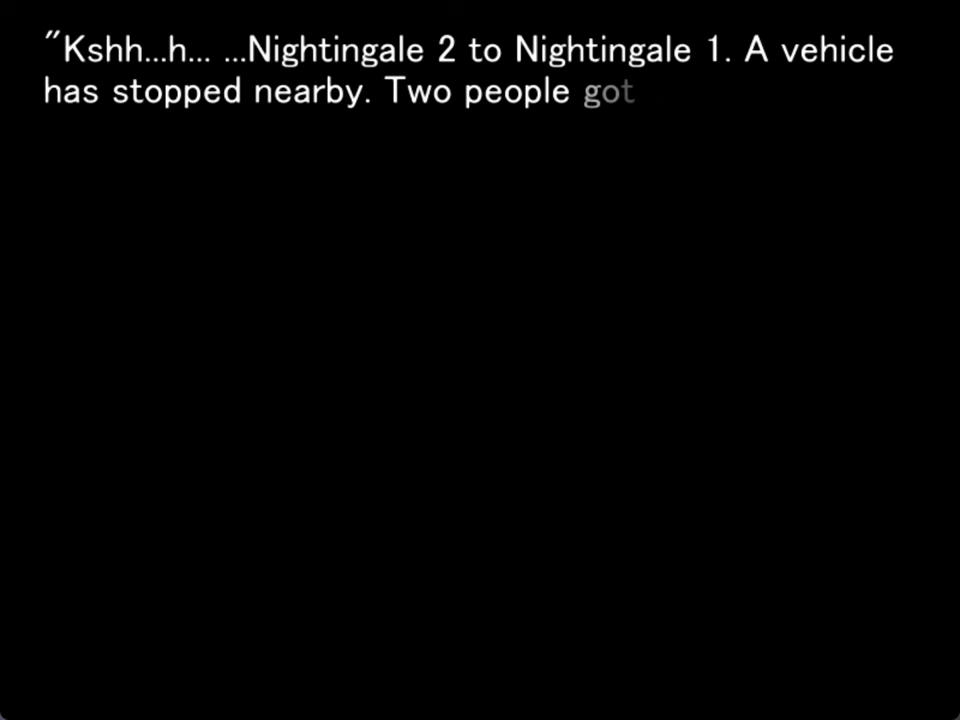 "Kshh...h... ...Nightingale 2 to Nightingale 1. A vehicle
has stopped nearby. Two people got